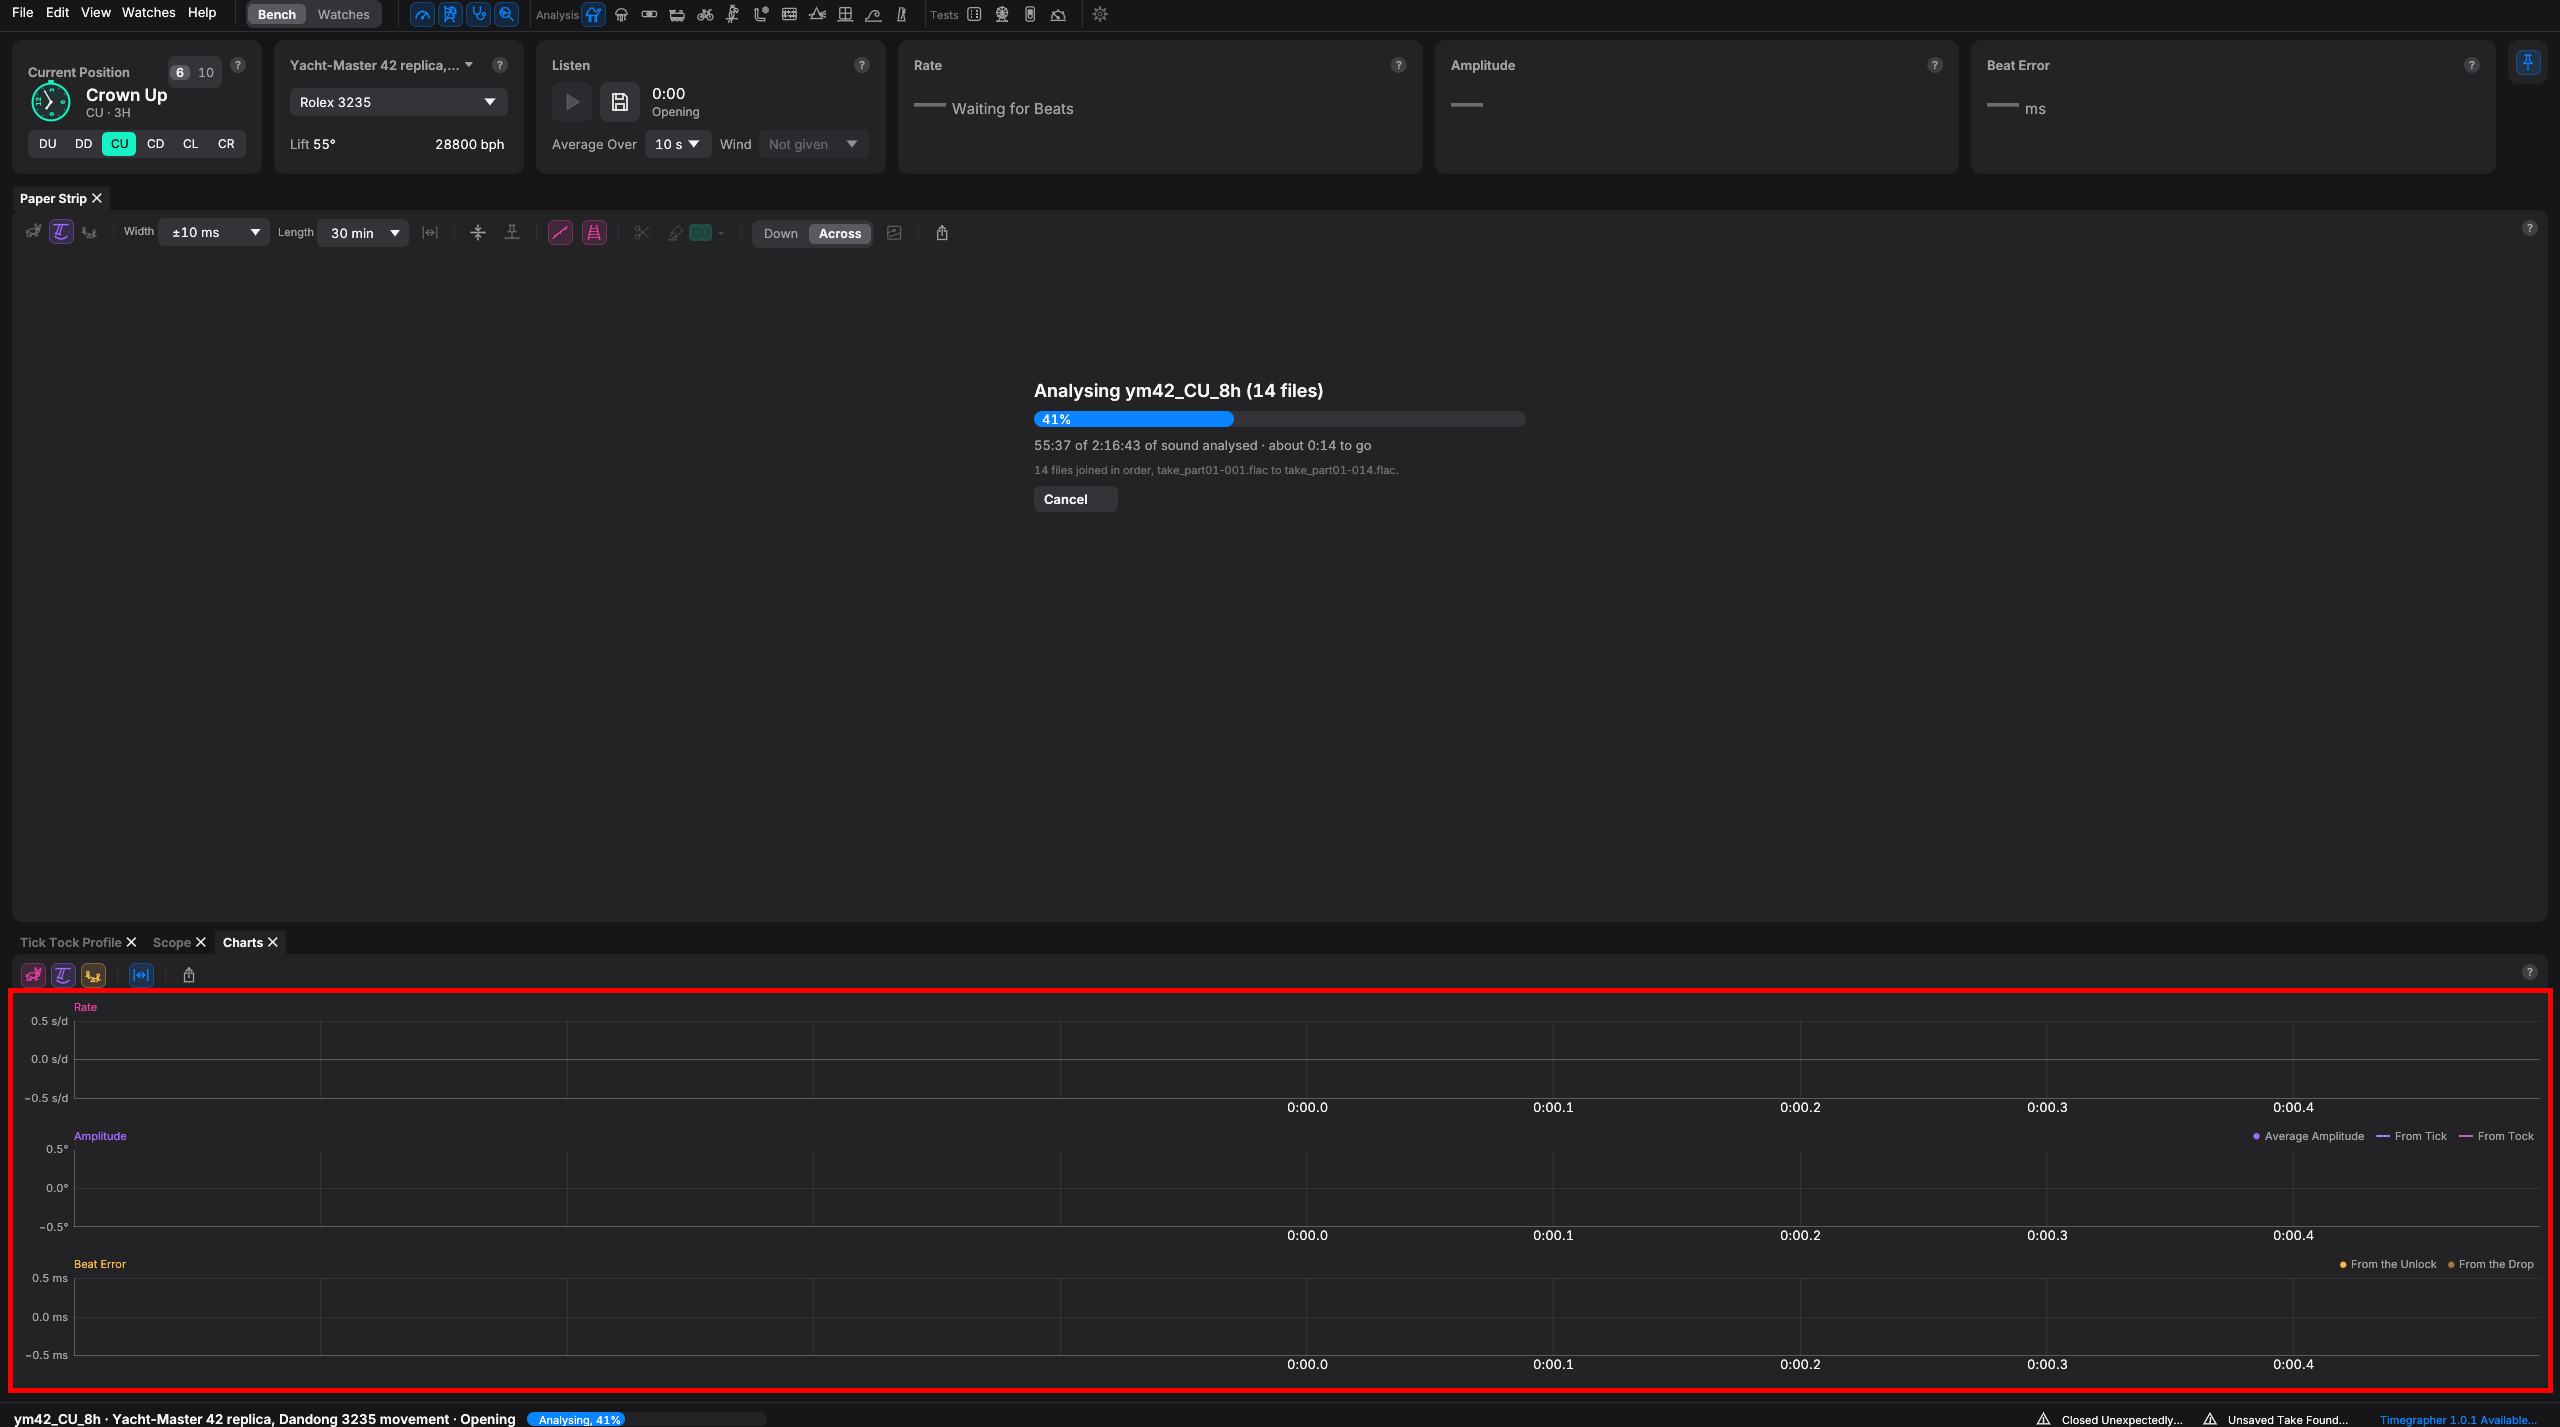 File Edit View Watches Help Bench Watches Analysis Tests
Current Position 6 10 ?
Crown Up
CU · 3H
DU DD CU CD CL CR
Yacht-Master 42 replica,... ?
Rolex 3235
Lift 55° 28800 bph
Listen ?
0:00
Opening
Average Over 10 s Wind Not given
Rate ?
Waiting for Beats
Amplitude ?
Beat Error ?
ms
Paper Strip
Width ±10 ms Length 30 min CU Down Across ?
Analysing ym42_CU_8h (14 files)
41%
55:37 of 2:16:43 of sound analysed · about 0:14 to go
14 files joined in order, take_part01-001.flac to take_part01-014.flac.
Cancel
Tick Tock Profile Scope Charts
?
Rate
0.5 s/d
0.0 s/d
−0.5 s/d
0:00.0 0:00.1 0:00.2 0:00.3 0:00.4
Amplitude Average Amplitude From Tick From Tock
0.5°
0.0°
−0.5°
0:00.0 0:00.1 0:00.2 0:00.3 0:00.4
Beat Error From the Unlock From the Drop
0.5 ms
0.0 ms
−0.5 ms
0:00.0 0:00.1 0:00.2 0:00.3 0:00.4
ym42_CU_8h · Yacht-Master 42 replica, Dandong 3235 movement · Opening Analysing, 41% Closed Unexpectedly... Unsaved Take Found... Timegrapher 1.0.1 Available...